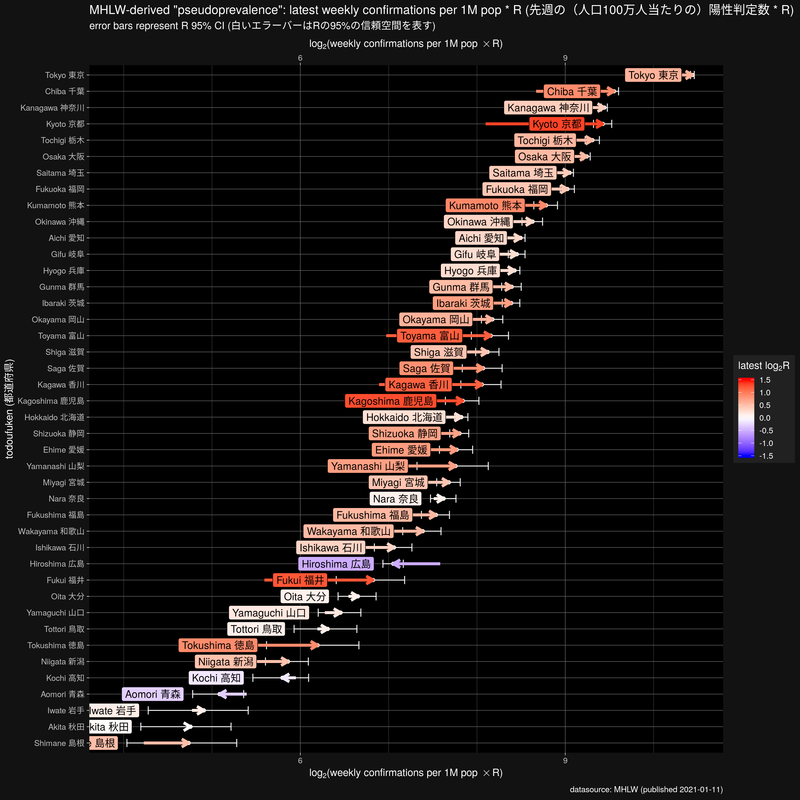 MHLW-derived "pseudoprevalence": latest weekly confirmations per 1M pop * R (先週の（人口100万人当たりの）陽性判定数 * R)
error bars represent R 95% CI (白いエラーバーはRの95%の信頼空間を表す)
log2(weekly confirmations per 1M pop × R)
6 9
Tokyo 東京 Tokyo 東京
Chiba 千葉 Chiba 千葉
Kanagawa 神奈川 Kanagawa 神奈川
Kyoto 京都 Kyoto 京都
Tochigi 栃木 Tochigi 栃木
Osaka 大阪 Osaka 大阪
Saitama 埼玉 Saitama 埼玉
Fukuoka 福岡 Fukuoka 福岡
Kumamoto 熊本 Kumamoto 熊本
Okinawa 沖縄 Okinawa 沖縄
Aichi 愛知 Aichi 愛知
Gifu 岐阜 Gifu 岐阜
Hyogo 兵庫 Hyogo 兵庫
Gunma 群馬 Gunma 群馬
Ibaraki 茨城 Ibaraki 茨城
Okayama 岡山 Okayama 岡山
Toyama 富山 Toyama 富山
Shiga 滋賀 Shiga 滋賀
Saga 佐賀 Saga 佐賀
Kagawa 香川 Kagawa 香川
Kagoshima 鹿児島 Kagoshima 鹿児島
Hokkaido 北海道 Hokkaido 北海道
Shizuoka 静岡 Shizuoka 静岡
Ehime 愛媛 Ehime 愛媛
Yamanashi 山梨 Yamanashi 山梨
Miyagi 宮城 Miyagi 宮城
Nara 奈良 Nara 奈良
Fukushima 福島 Fukushima 福島
Wakayama 和歌山 Wakayama 和歌山
Ishikawa 石川 Ishikawa 石川
Hiroshima 広島 Hiroshima 広島
Fukui 福井 Fukui 福井
Oita 大分 Oita 大分
Yamaguchi 山口 Yamaguchi 山口
Tottori 鳥取 Tottori 鳥取
Tokushima 徳島 Tokushima 徳島
Niigata 新潟 Niigata 新潟
Kochi 高知 Kochi 高知
Aomori 青森 Aomori 青森
Iwate 岩手 Iwate 岩手
Akita 秋田 kita 秋田
Shimane 島根 島根
6 9
log2(weekly confirmations per 1M pop × R)
todoufuken (都道府県)
latest log2R
1.5
1.0
0.5
0.0
-0.5
-1.0
-1.5
datasource: MHLW (published 2021-01-11)